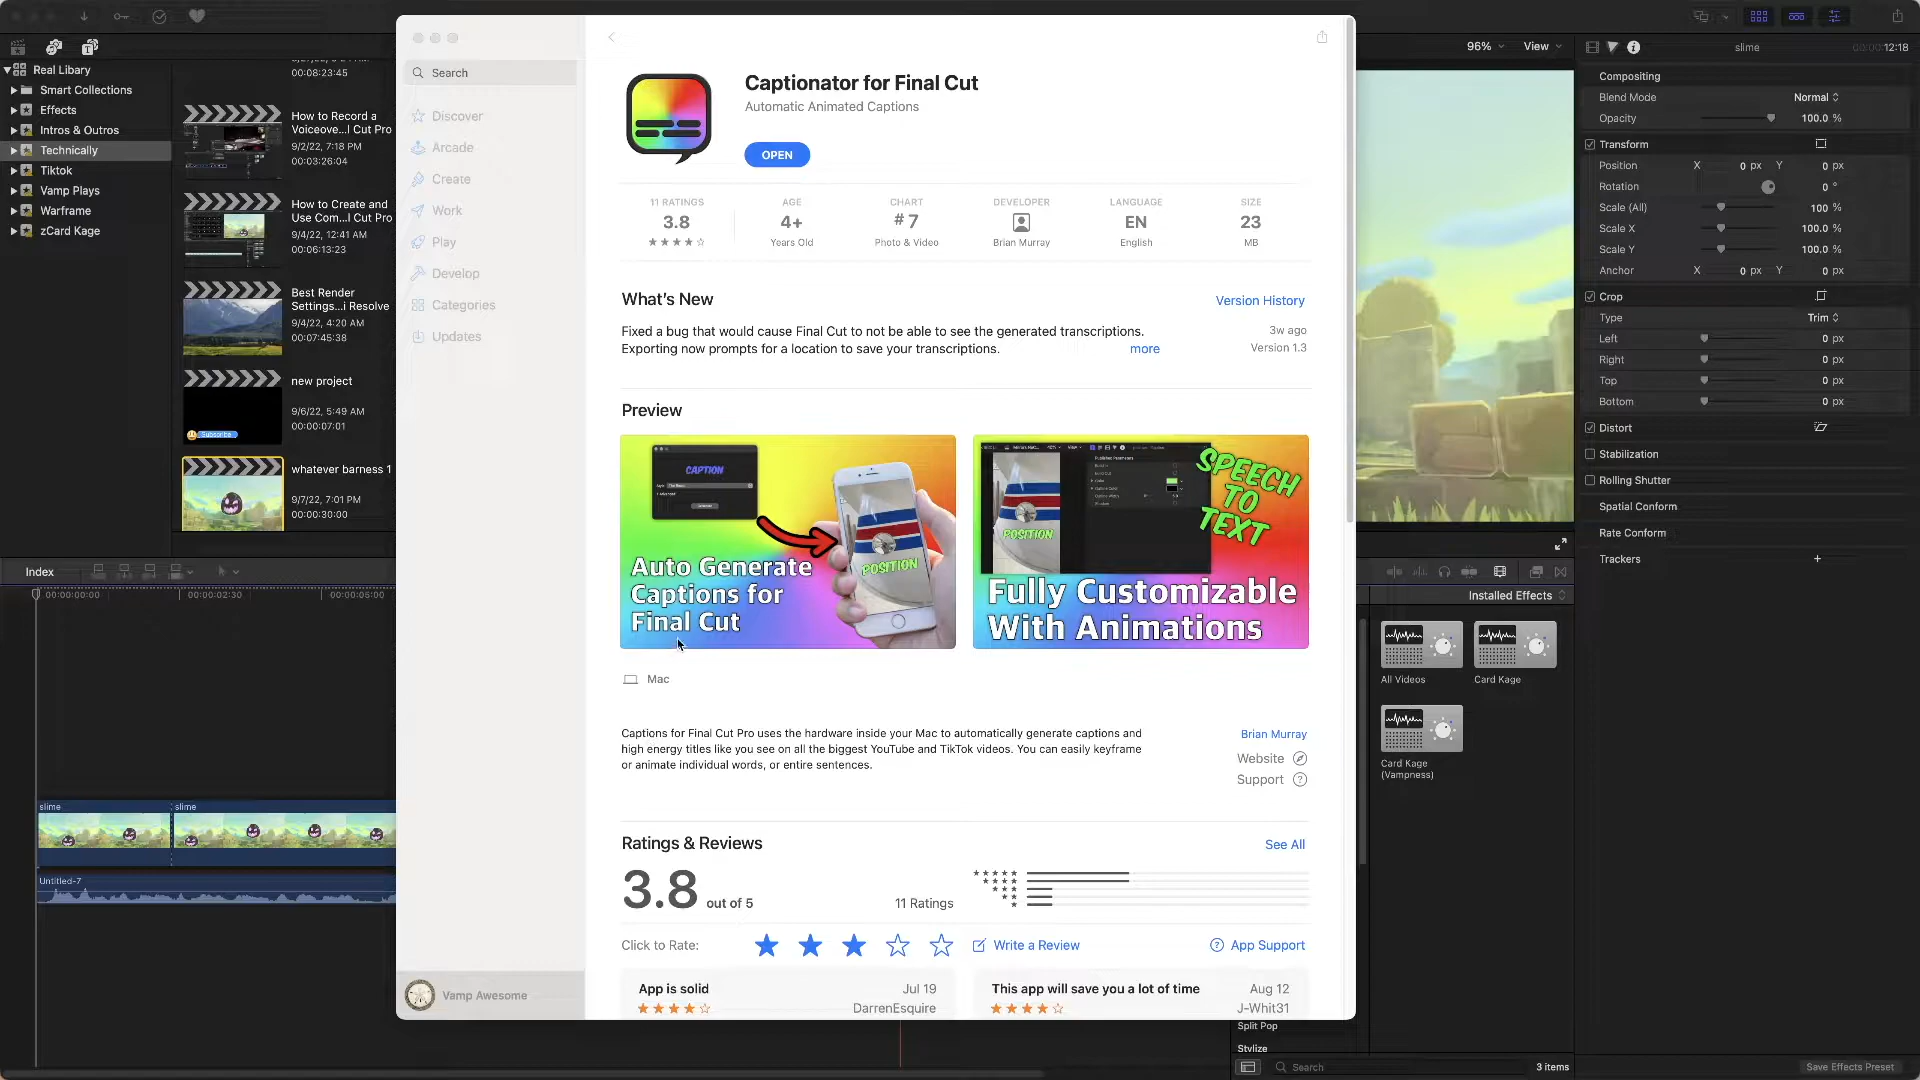 Real Library
Smart Collections
Effects
Intros & Outros
Technically
Tiktok
Vamp Plays
Warframe
zCard Kage
00:08:23:45
How to Record a
Voiceove...l Cut Pro
9/2/22, 7:18 PM
00:03:26:04
How to Create and
Use Com...l Cut Pro
9/4/22, 12:41 AM
00:06:13:23
Best Render
Settings...i Resolve
9/4/22, 4:20 AM
00:07:45:38
new project
9/6/22, 5:49 AM
00:00:07:01
Subscribe
whatever barness 1
9/7/22, 7:01 PM
00:00:30:00
Index
00:00:00:00
00:00:02:30
00:00:05:00
slime
slime
Untitled-7
Search
Discover
Arcade
Create
Work
Play
Develop
Categories
Updates
Vamp Awesome
Captionator for Final Cut
Automatic Animated Captions
OPEN
11 RATINGS
3.8
AGE
4+
Years Old
CHART
#7
Photo & Video
DEVELOPER
Brian Murray
LANGUAGE
EN
English
SIZE
23
MB
What's New
Version History
Fixed a bug that would cause Final Cut to not be able to see the generated transcriptions.
Exporting now prompts for a location to save your transcriptions.
more
3w ago
Version 1.3
Preview
CAPTION
POSITION
Auto Generate
Captions for
Final Cut
POSITION
SPEECH
TO
TEXT
Fully Customizable
With Animations
Mac
Captions for Final Cut Pro uses the hardware inside your Mac to automatically generate captions and
high energy titles like you see on all the biggest YouTube and TikTok videos. You can easily keyframe
or animate individual words, or entire sentences.
Brian Murray
Website
Support
Ratings & Reviews
See All
3.8 out of 5
11 Ratings
Click to Rate:
Write a Review
App Support
App is solid
Jul 19
DarrenEsquire
This app will save you a lot of time
Aug 12
J-Whit31
96%
View
slime
00:00:12:18
Compositing
Blend Mode
Normal
Opacity
100.0 %
Transform
Position X 0 px Y 0 px
Rotation 0 °
Scale (All) 100 %
Scale X 100.0 %
Scale Y 100.0 %
Anchor X 0 px Y 0 px
Crop
Type Trim
Left 0 px
Right 0 px
Top 0 px
Bottom 0 px
Distort
Stabilization
Rolling Shutter
Spatial Conform
Rate Conform
Trackers
Installed Effects
All Videos
Card Kage
Card Kage
(Vampness)
Split Pop
Stylize
Search
3 items
Save Effects Preset